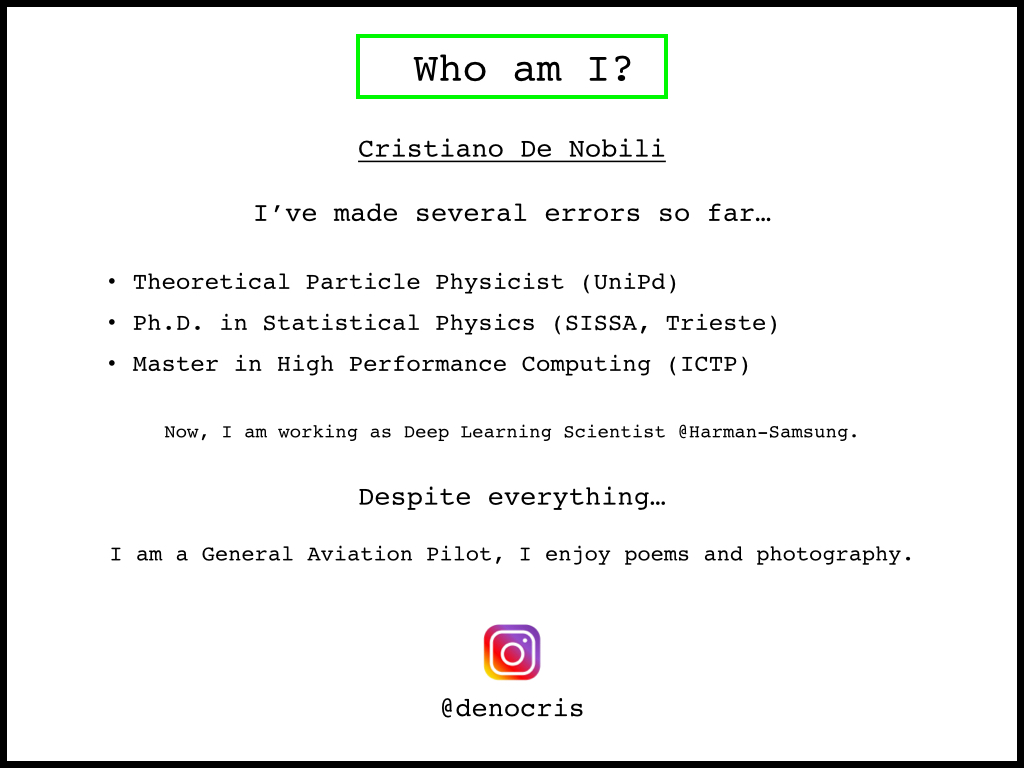 Who am I?
Cristiano De Nobili
I’ve made several errors so far…
• Theoretical Particle Physicist (UniPd)
• Ph.D. in Statistical Physics (SISSA, Trieste)
• Master in High Performance Computing (ICTP)
Now, I am working as Deep Learning Scientist @Harman-Samsung.
Despite everything…
I am a General Aviation Pilot, I enjoy poems and photography.
@denocris